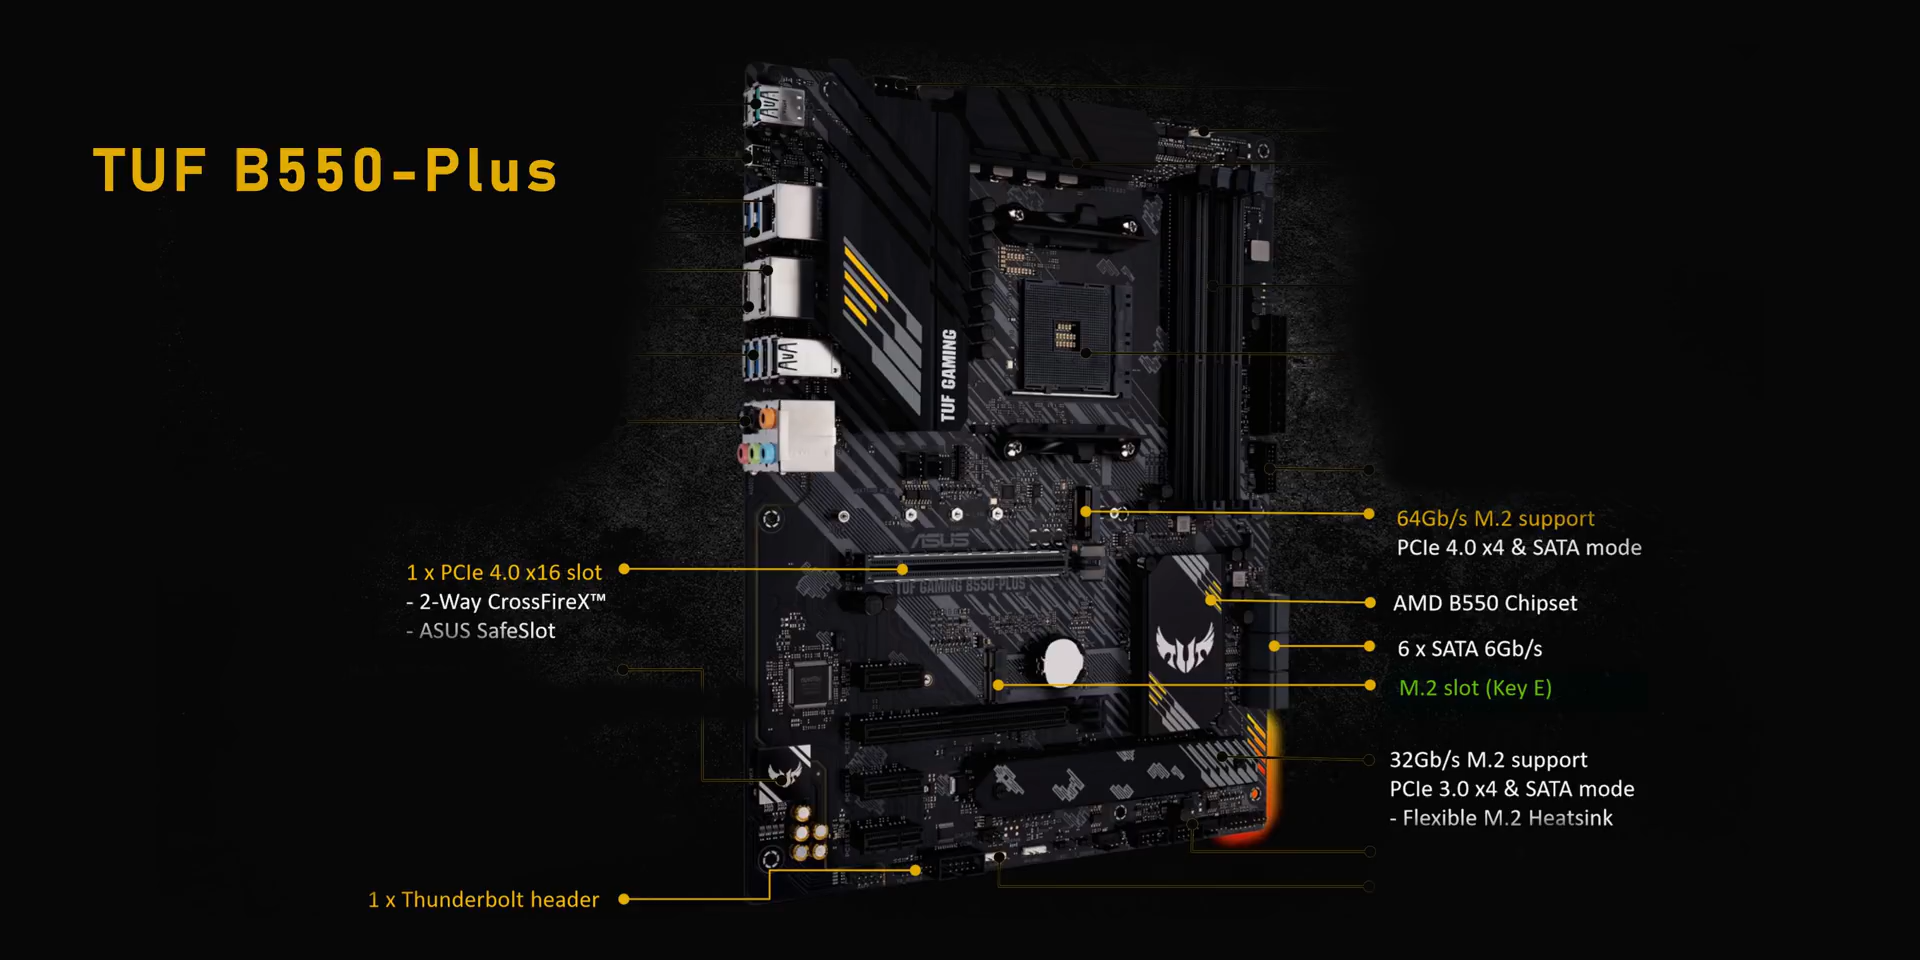 TUF B550-Plus
TUF GAMING
ASUS
TUF GAMING B550-PLUS
1 x PCIe 4.0 x16 slot
- 2-Way CrossFireX™
- ASUS SafeSlot
1 x Thunderbolt header
64Gb/s M.2 support
PCIe 4.0 x4 & SATA mode
AMD B550 Chipset
6 x SATA 6Gb/s
M.2 slot (Key E)
32Gb/s M.2 support
PCIe 3.0 x4 & SATA mode
- Flexible M.2 Heatsink